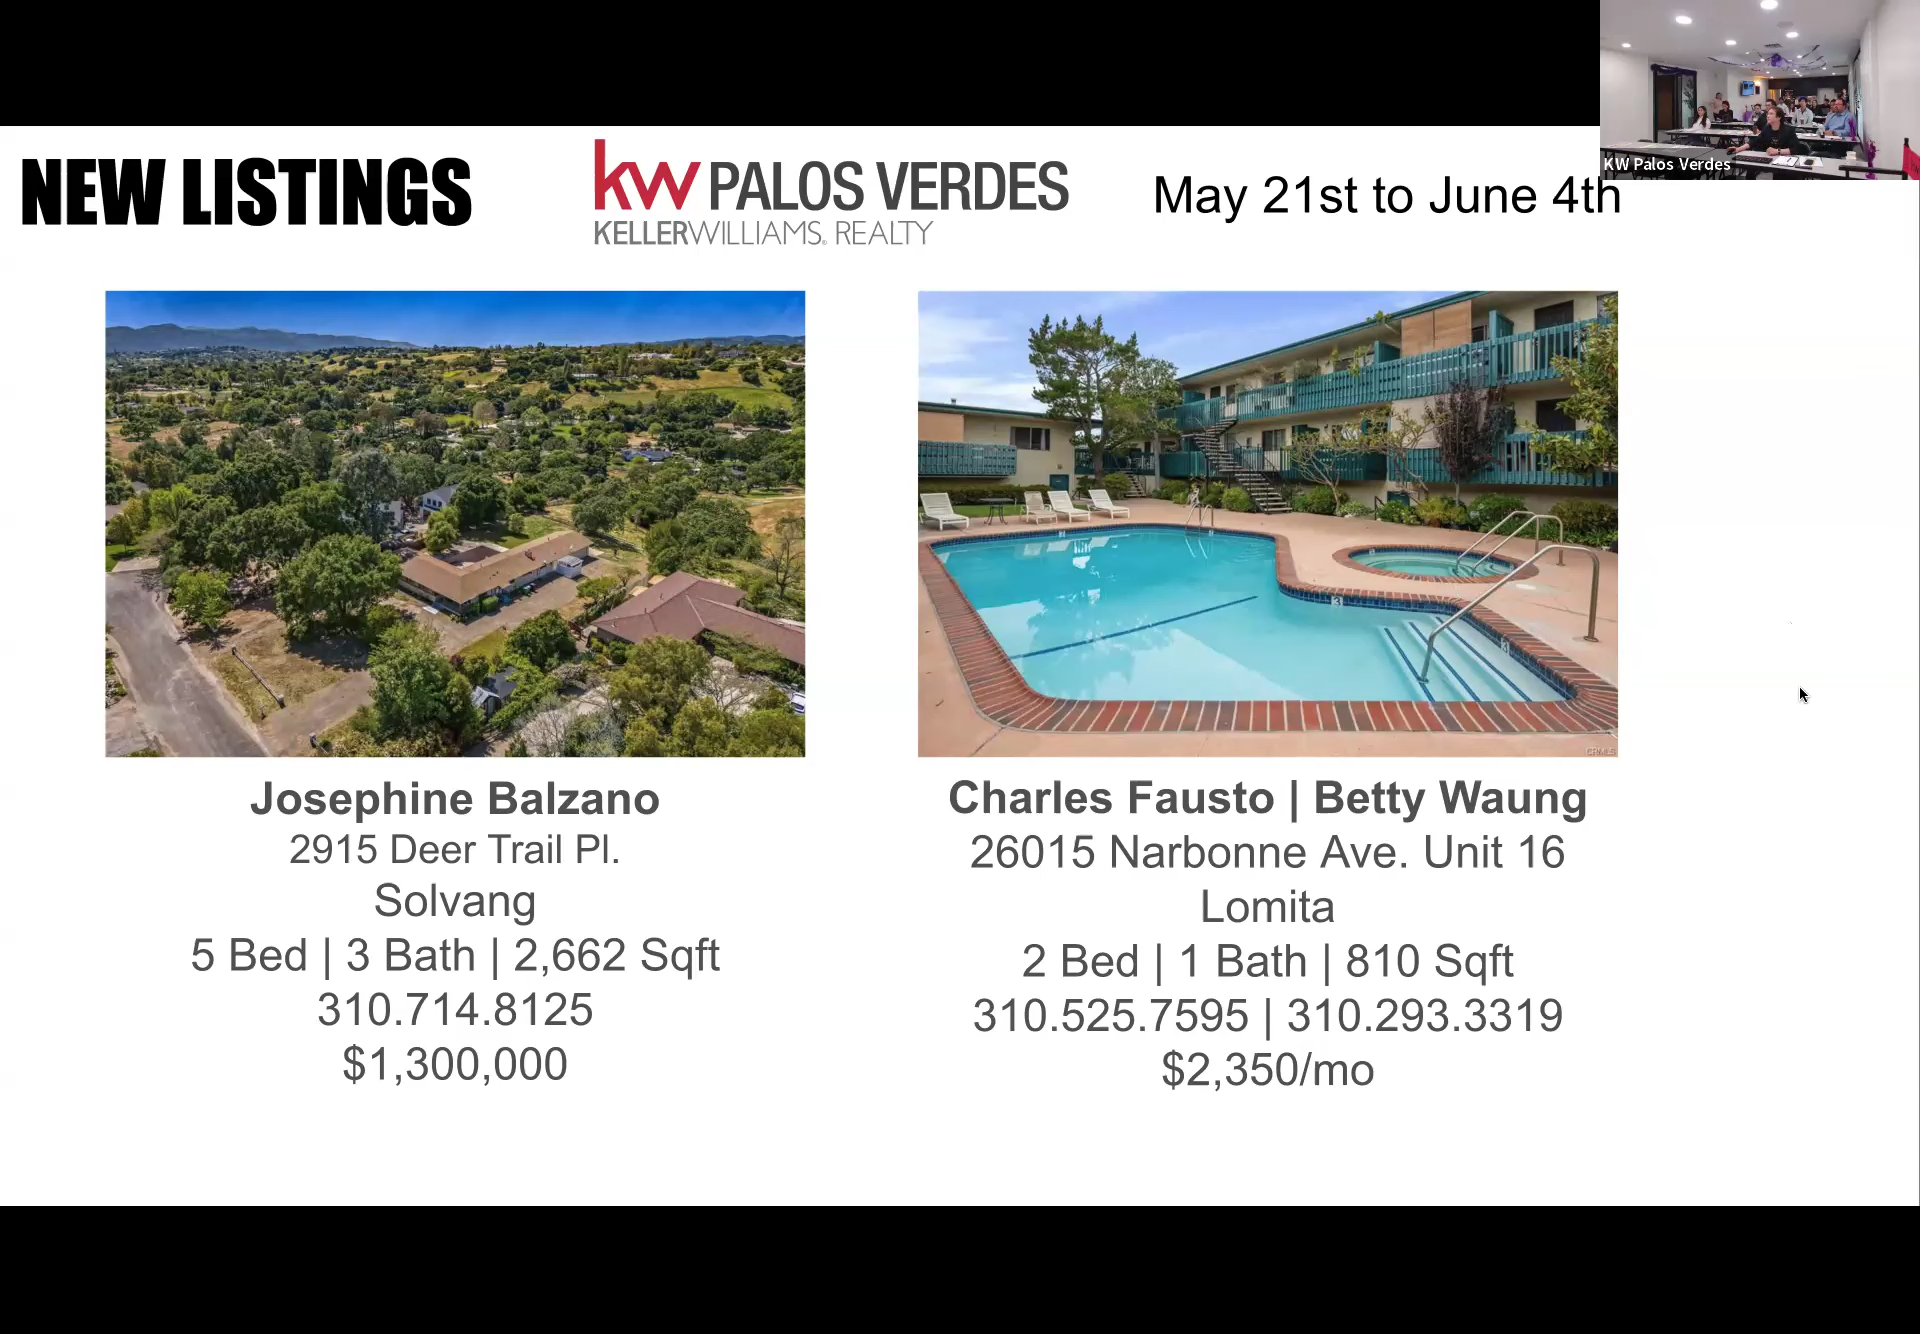 NEW LISTINGS
kw PALOS VERDES
KELLERWILLIAMS. REALTY
May 21st to June 4th
KW Palos Verdes
3
3
CRMLS
Josephine Balzano
2915 Deer Trail Pl.
Solvang
5 Bed | 3 Bath | 2,662 Sqft
310.714.8125
$1,300,000
Charles Fausto | Betty Waung
26015 Narbonne Ave. Unit 16
Lomita
2 Bed | 1 Bath | 810 Sqft
310.525.7595 | 310.293.3319
$2,350/mo